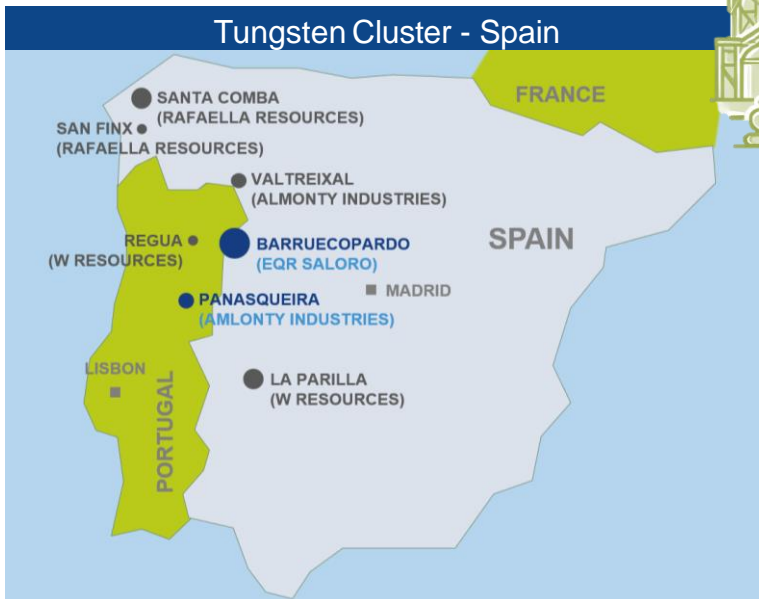 Tungsten Cluster - Spain
FRANCE
SANTA COMBA
(RAFAELLA RESOURCES)
SAN FINX
(RAFAELLA RESOURCES)
VALTREIXAL
(ALMONTY INDUSTRIES)
REGUA
(W RESOURCES)
BARRUECOPARDO
(EQR SALORO)
SPAIN
MADRID
PANASQUEIRA
(AMLONTY INDUSTRIES)
LISBON
PORTUGAL
LA PARILLA
(W RESOURCES)